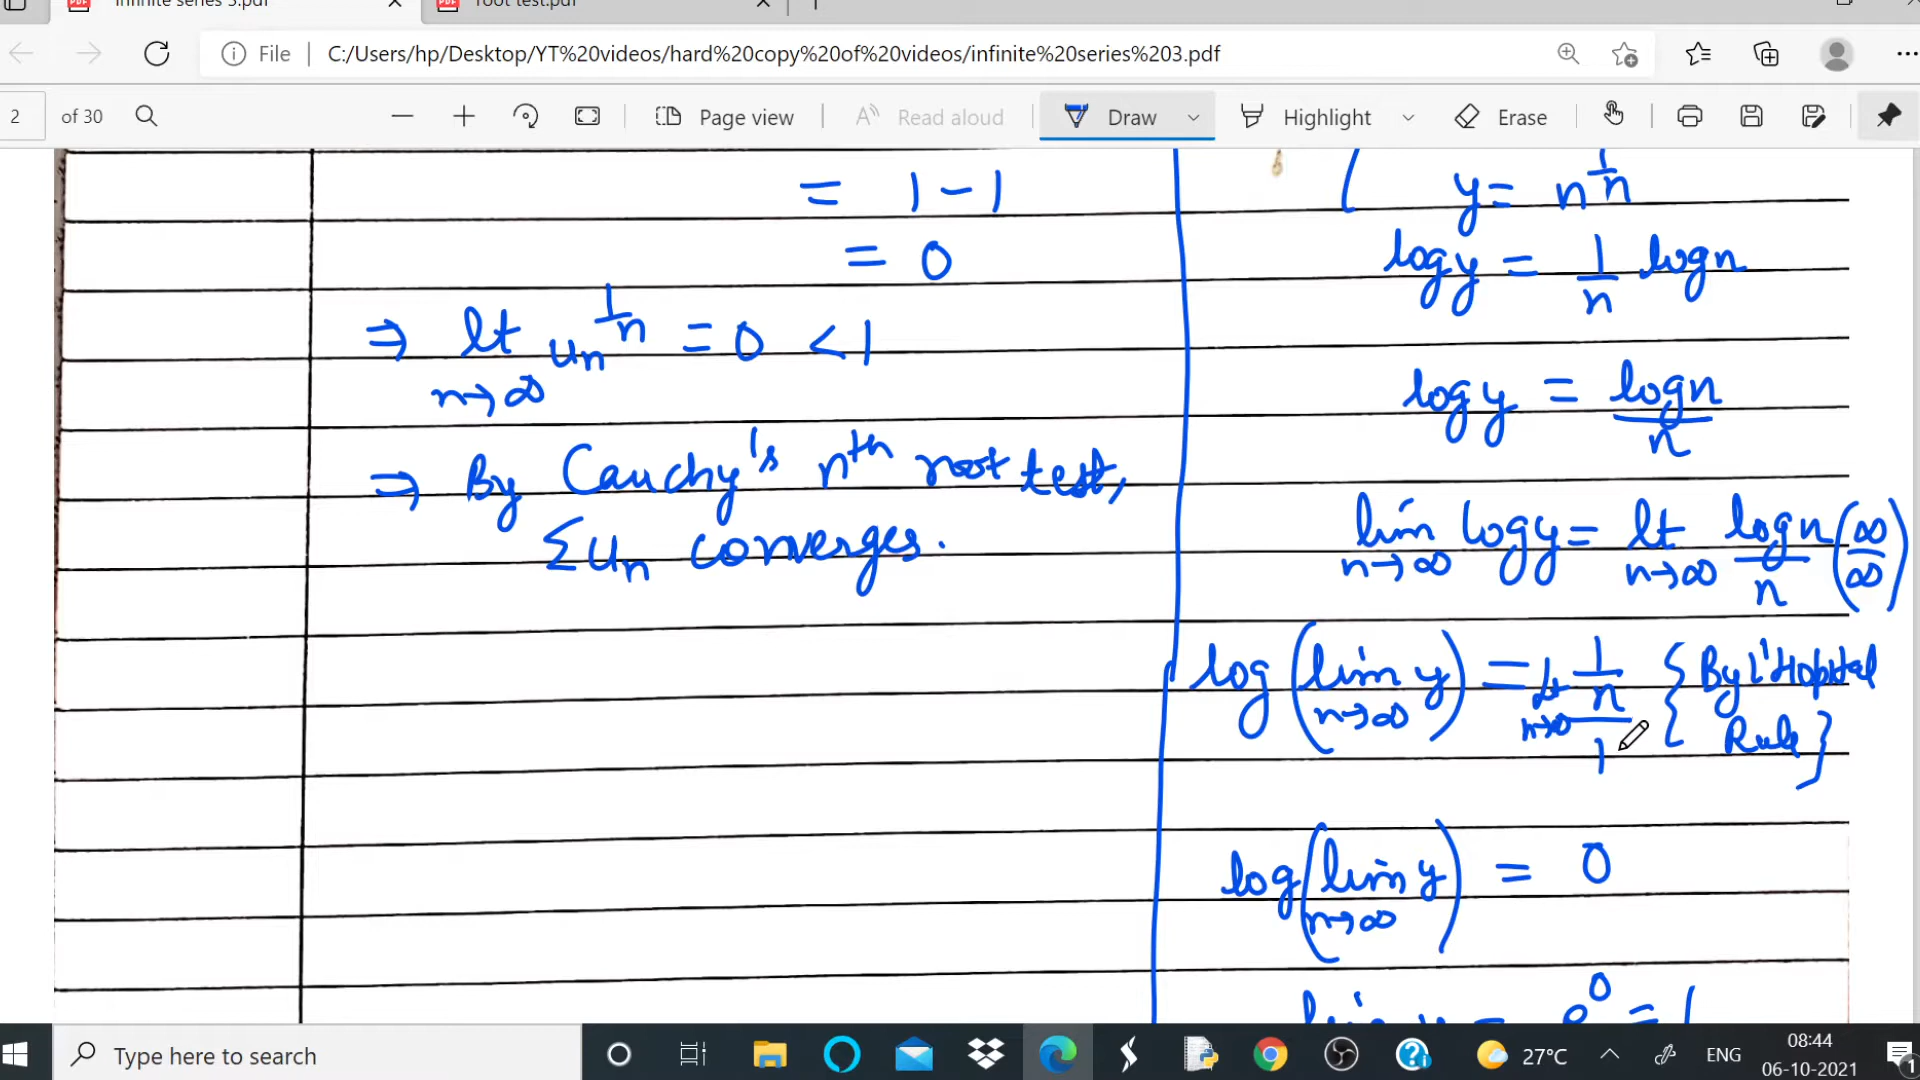 infinite series 3.pdf
root test.pdf
File
C:/Users/hp/Desktop/YT%20videos/hard%20copy%20of%20videos/infinite%20series%203.pdf
2 of 30
Page view
Read aloud
Draw
Highlight
Erase
= 1 - 1
= 0
⇒ lt n→∞ uₙ^(1/n) = 0 < 1
⇒ By Cauchy's nth root test,
Σuₙ converges.
y = n^(1/n)
log y = 1/n log n
log y = log n / n
lim n→∞ log y = lt n→∞ log n / n (∞/∞)
log(lim n→∞ y) = lt n→∞ (1/n)/1 {By L'Hopital
Rule}
log(lim n→∞ y) = 0
= e⁰ = 1
Type here to search
27°C
ENG
08:44
06-10-2021
1